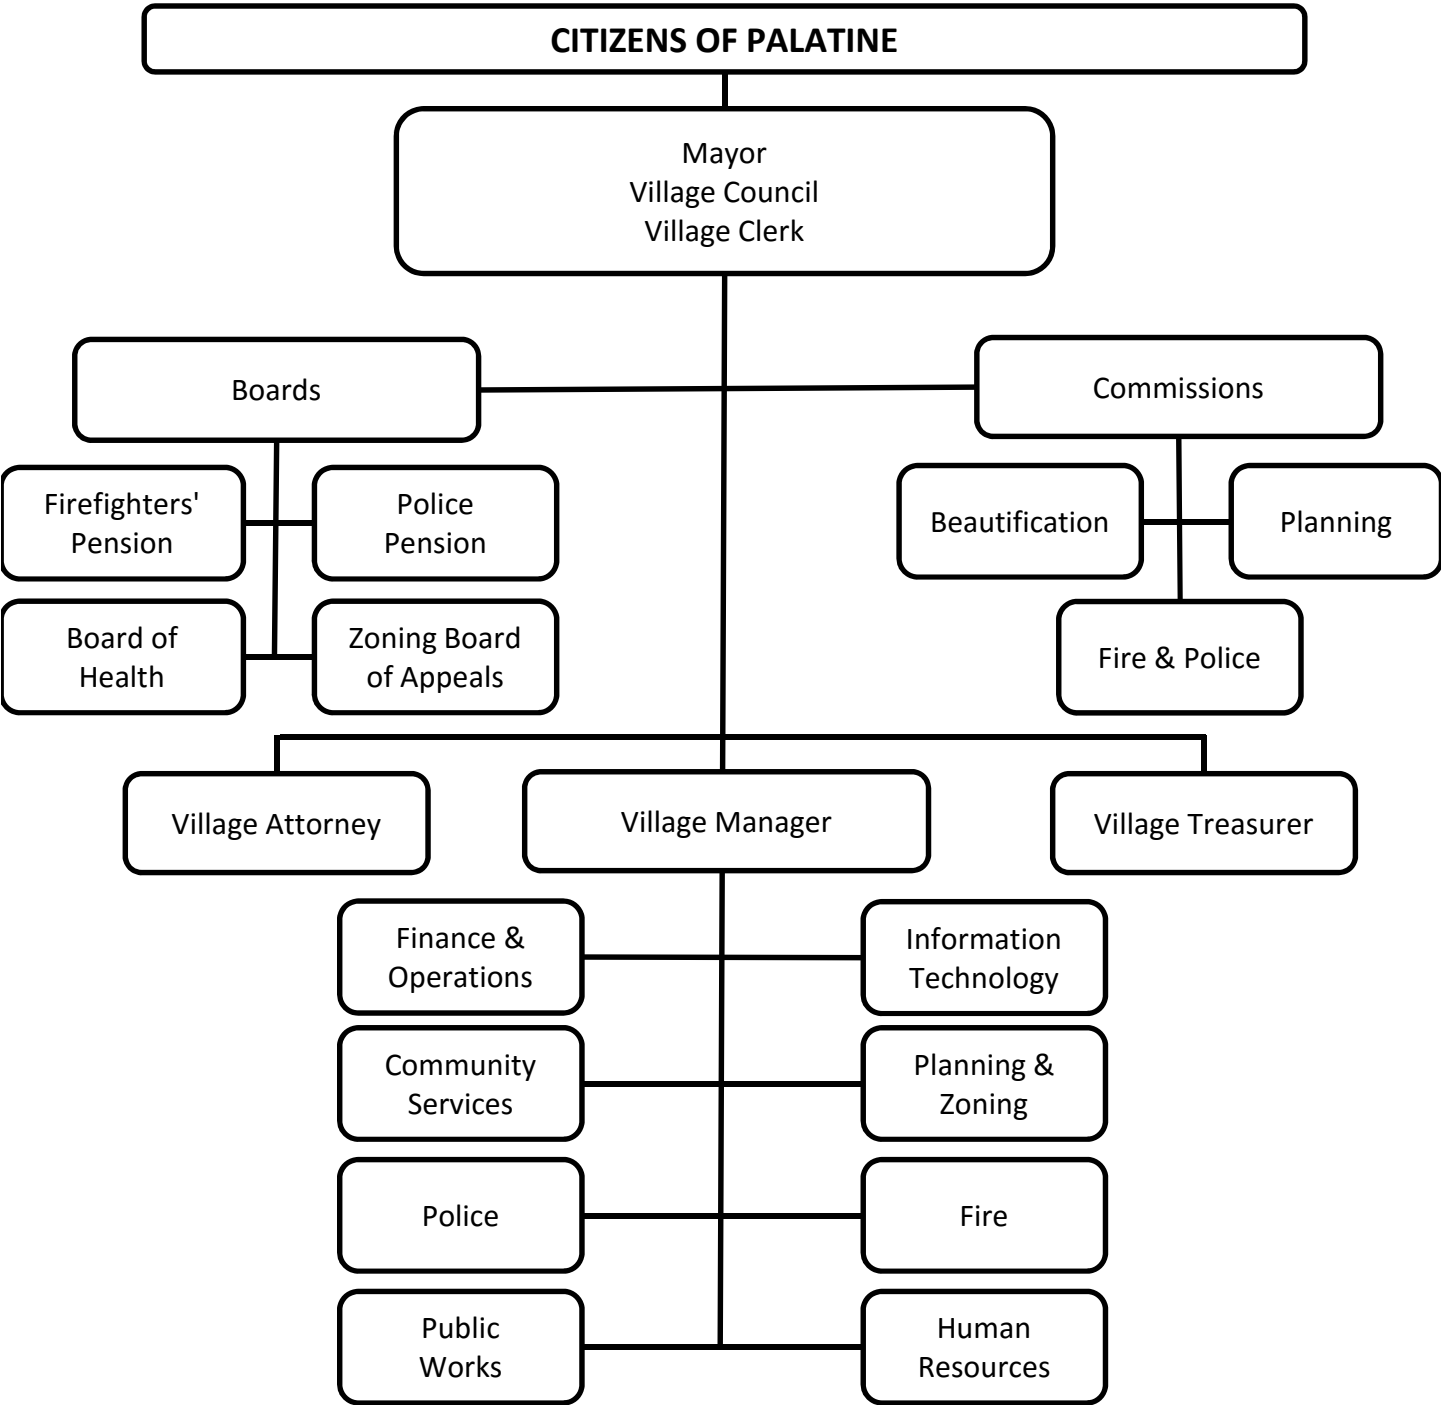 CITIZENS OF PALATINE
Mayor
Village Council
Village Clerk
Boards
Commissions
Firefighters'
Pension
Police
Pension
Beautification
Planning
Board of
Health
Zoning Board
of Appeals
Fire & Police
Village Attorney
Village Manager
Village Treasurer
Finance &
Operations
Information
Technology
Community
Services
Planning &
Zoning
Police
Fire
Public
Works
Human
Resources